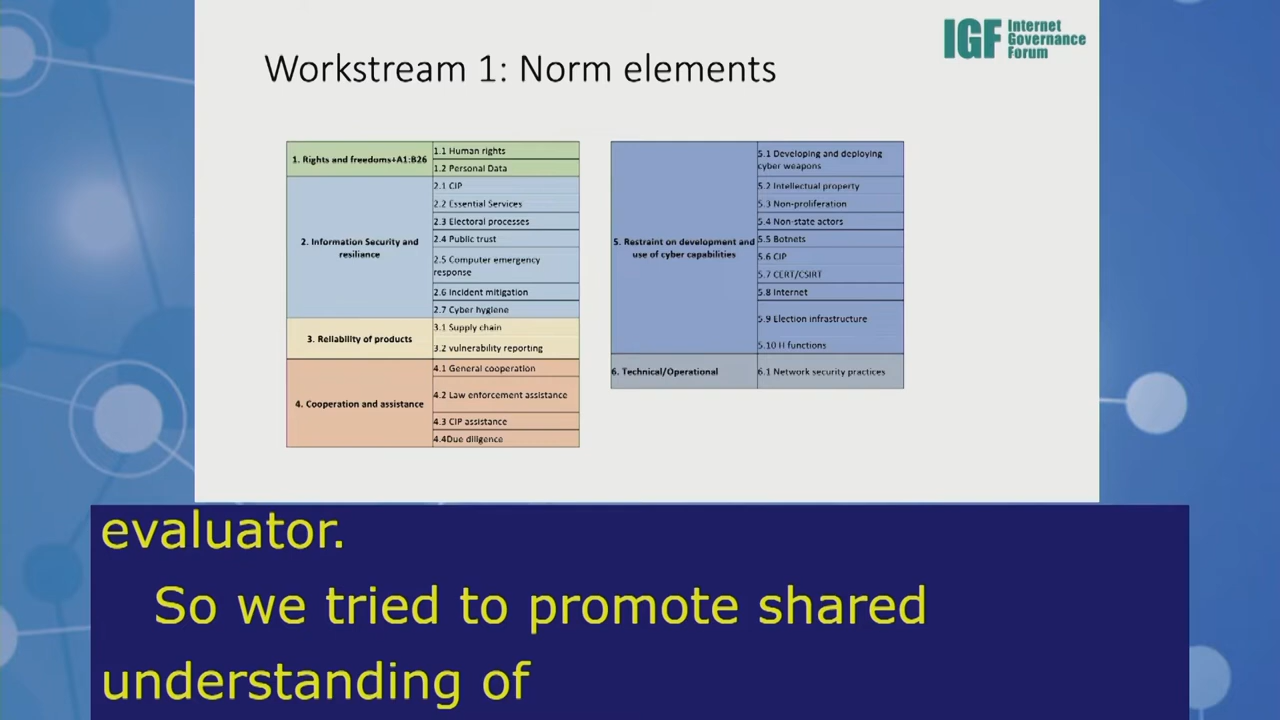 IGF Internet
Governance
Forum
Workstream 1: Norm elements
1. Rights and freedoms+A1:B26
1.1 Human rights
1.2 Personal Data
2. Information Security and
resiliance
2.1 CIP
2.2 Essential Services
2.3 Electoral processes
2.4 Public trust
2.5 Computer emergency
response
2.6 Incident mitigation
2.7 Cyber hygiene
3. Reliability of products
3.1 Supply chain
3.2 vulnerability reporting
4. Cooperation and assistance
4.1 General cooperation
4.2 Law enforcement assistance
4.3 CIP assistance
4.4Due diligence
5. Restraint on development and
use of cyber capabilities
5.1 Developing and deploying
cyber weapons
5.2 Intellectual property
5.3 Non-proliferation
5.4 Non-state actors
5.5 Botnets
5.6 CIP
5.7 CERT/CSIRT
5.8 Internet
5.9 Election infrastructure
5.10 II functions
6. Technical/Operational
6.1 Network security practices
evaluator.
So we tried to promote shared
understanding of